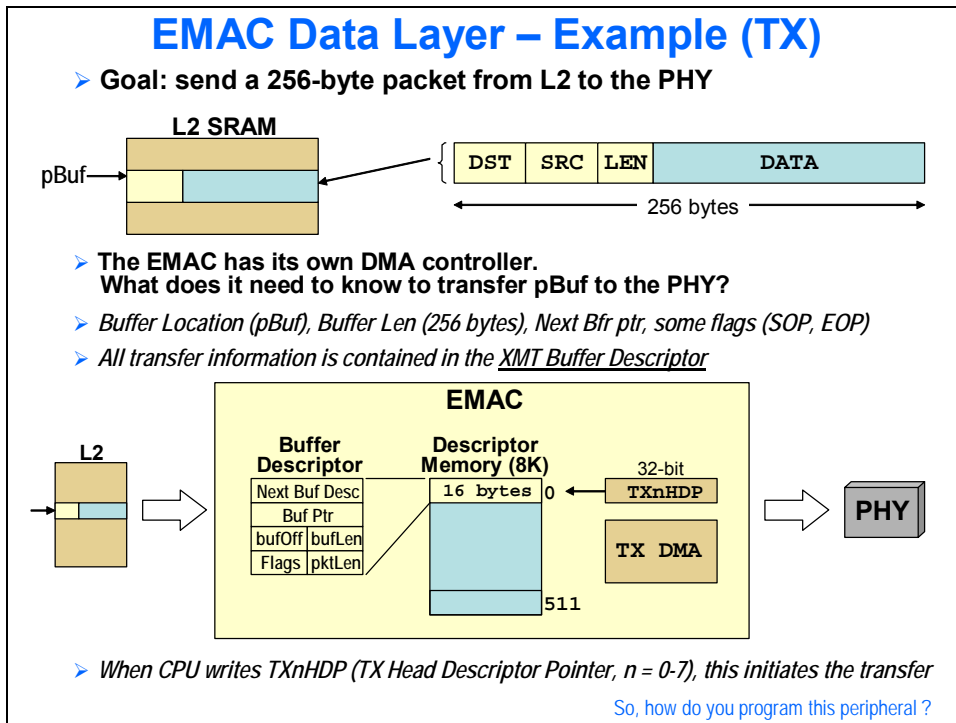 EMAC Data Layer – Example (TX)
➢ Goal: send a 256-byte packet from L2 to the PHY
L2 SRAM
pBuf
DST SRC LEN DATA
256 bytes
➢ The EMAC has its own DMA controller.
What does it need to know to transfer pBuf to the PHY?
➢ Buffer Location (pBuf), Buffer Len (256 bytes), Next Bfr ptr, some flags (SOP, EOP)
➢ All transfer information is contained in the XMT Buffer Descriptor
EMAC
L2
Buffer
Descriptor
Next Buf Desc
Buf Ptr
bufOff bufLen
Flags pktLen
Descriptor
Memory (8K)
16 bytes 0
511
32-bit
TXnHDP
TX DMA
PHY
➢ When CPU writes TXnHDP (TX Head Descriptor Pointer, n = 0-7), this initiates the transfer
So, how do you program this peripheral ?